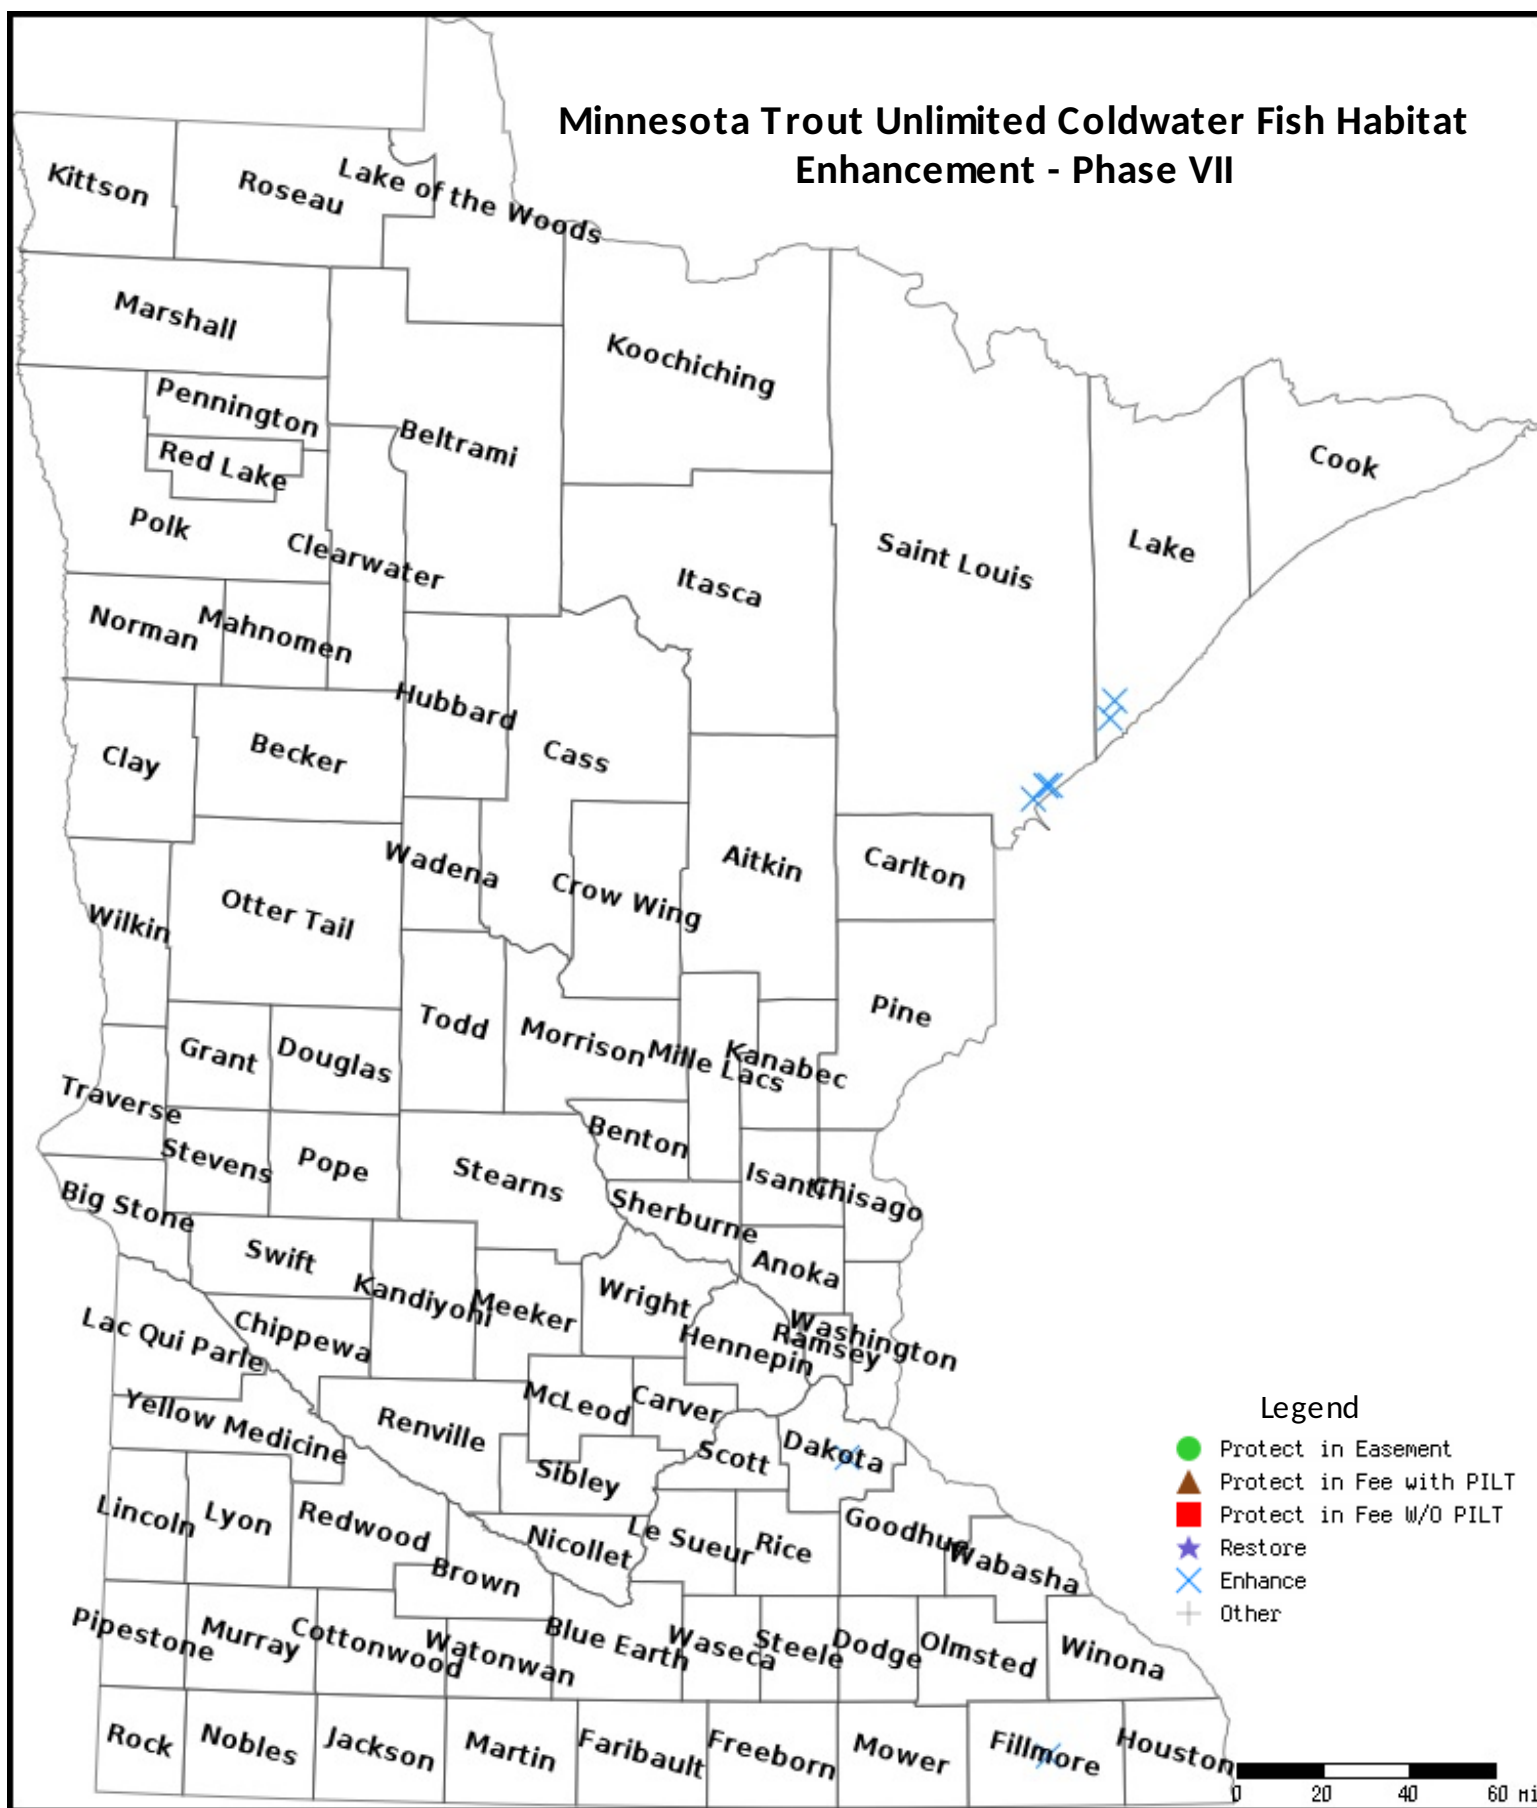 Minnesota Trout Unlimited Coldwater Fish Habitat
Enhancement - Phase VII
Kittson
Roseau
Lake of the Woods
Marshall
Koochiching
Pennington
Beltrami
Red Lake
Cook
Polk
Clearwater
Saint Louis
Lake
Itasca
Norman
Mahnomen
Hubbard
Clay
Becker
Cass
Wadena
Aitkin
Carlton
Crow Wing
Otter Tail
Wilkin
Pine
Todd
Morrison
Mille Lacs
Kanabec
Grant
Douglas
Traverse
Benton
Stevens
Pope
Stearns
Isanti
Chisago
Big Stone
Sherburne
Swift
Anoka
Kandiyohi
Meeker
Wright
Lac Qui Parle
Chippewa
Hennepin
Ramsey
Washington
McLeod
Carver
Yellow Medicine
Renville
Scott
Dakota
Sibley
Lincoln
Lyon
Redwood
Nicollet
Le Sueur
Rice
Goodhue
Wabasha
Brown
Pipestone
Murray
Cottonwood
Watonwan
Blue Earth
Waseca
Steele
Dodge
Olmsted
Winona
Rock
Nobles
Jackson
Martin
Faribault
Freeborn
Mower
Fillmore
Houston
Legend
Protect in Easement
Protect in Fee with PILT
Protect in Fee W/O PILT
Restore
Enhance
Other
0 20 40 60 Mi